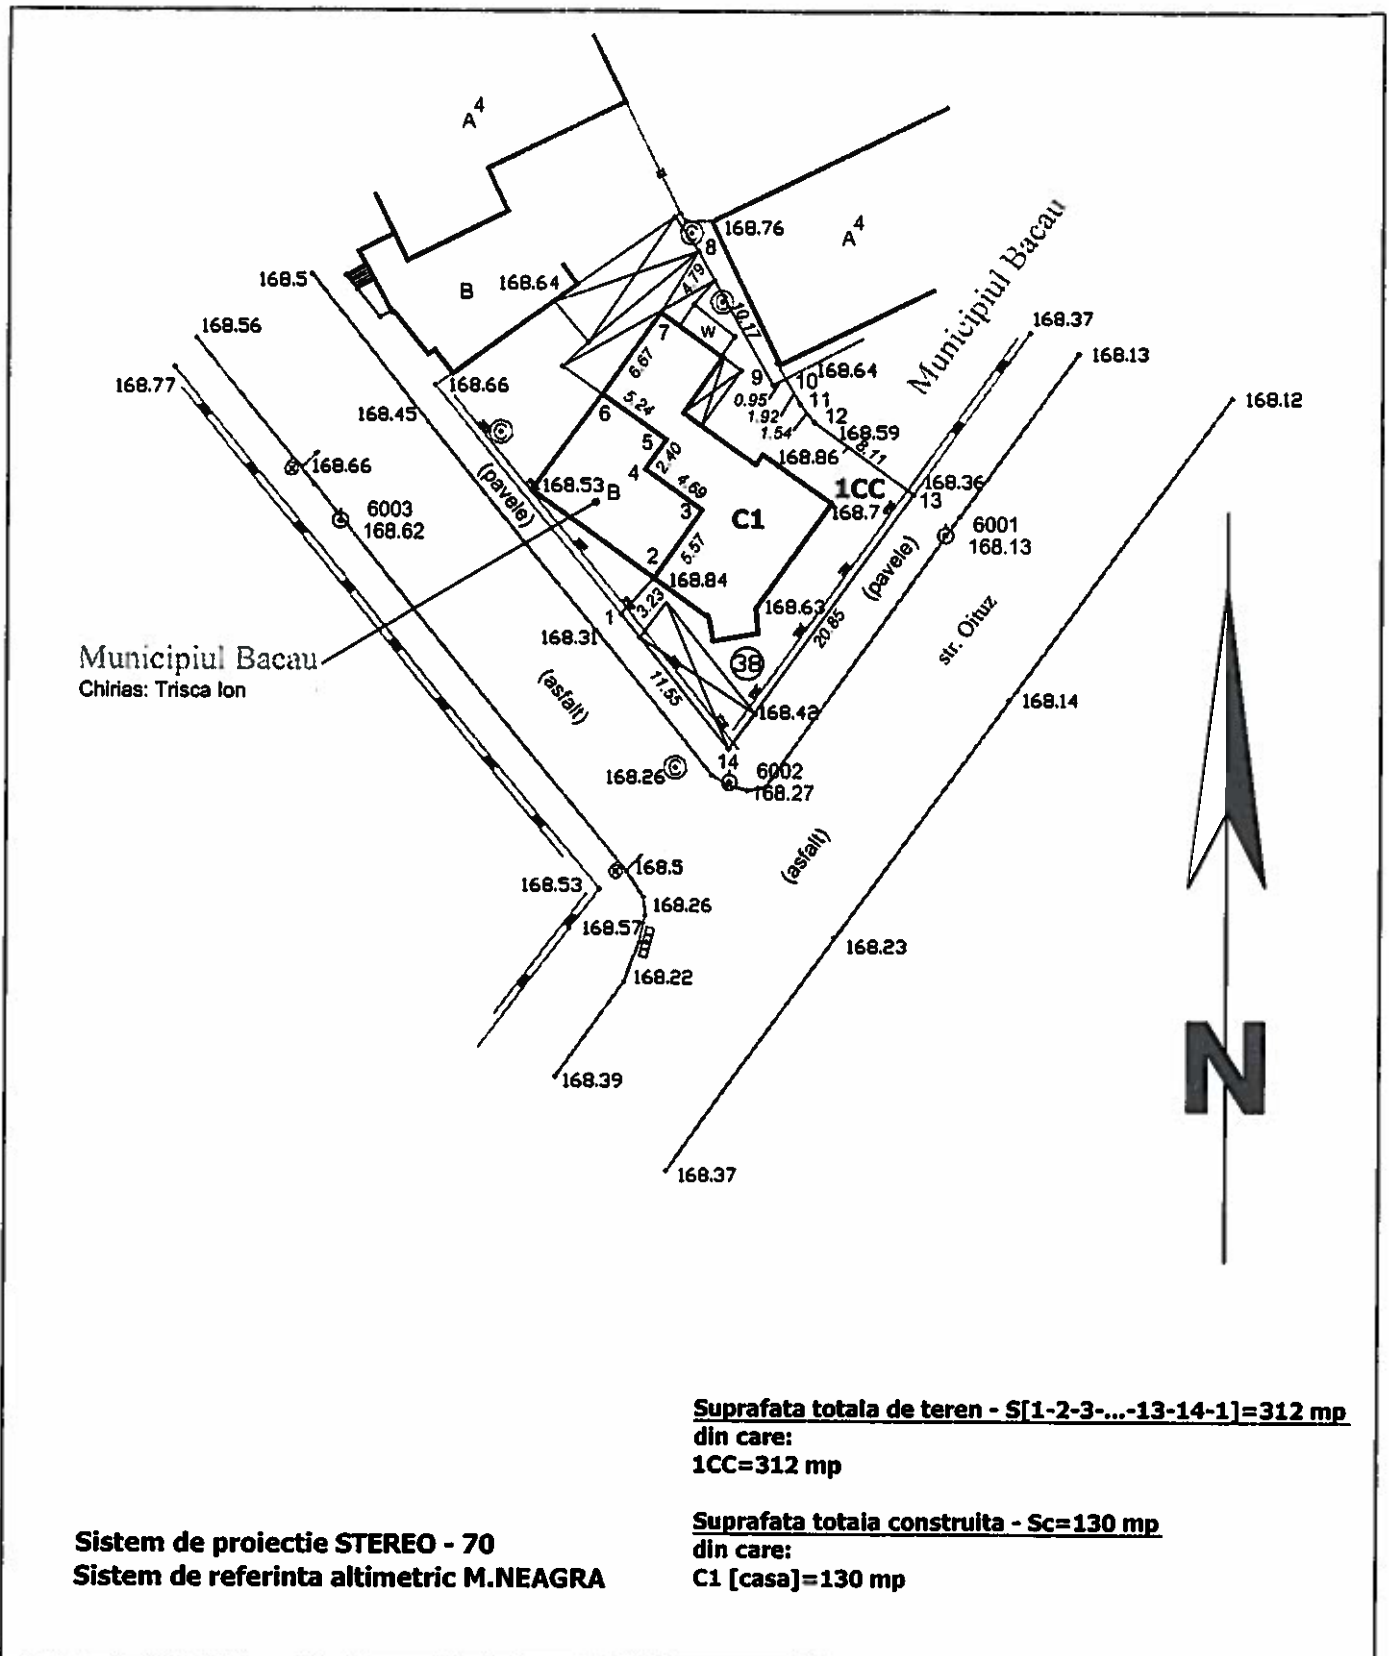 A4
168.76
A4
Municipiul Bacau
8
168.5
B
168.64
4.79
10.17
168.56
W
168.37
7
168.13
6.67
168.77
168.66
9
10
168.64
168.12
0.95
11
5.24
1.92
12
168.45
6
1.54
168.59
5
2.40
168.86
8.11
168.66
(pavele)
4
168.53
B
4.69
1CC
168.36
13
6003
168.62
3
C1
168.7
6001
168.13
5.57
2
168.84
(pavele)
3.23
1
168.63
20.85
168.31
str. Oituz
Municipiul Bacau
Chirias: Trisca Ion
38
11.55
(asfalt)
168.42
168.14
14
6002
168.26
168.27
(asfalt)
168.5
168.53
168.26
168.57
168.23
168.22
168.39
168.37
N
Suprafata totala de teren - S[1-2-3-...-13-14-1]=312 mp
din care:
1CC=312 mp
Suprafata totala construita - Sc=130 mp
din care:
C1 [casa]=130 mp
Sistem de proiectie STEREO - 70
Sistem de referinta altimetric M.NEAGRA